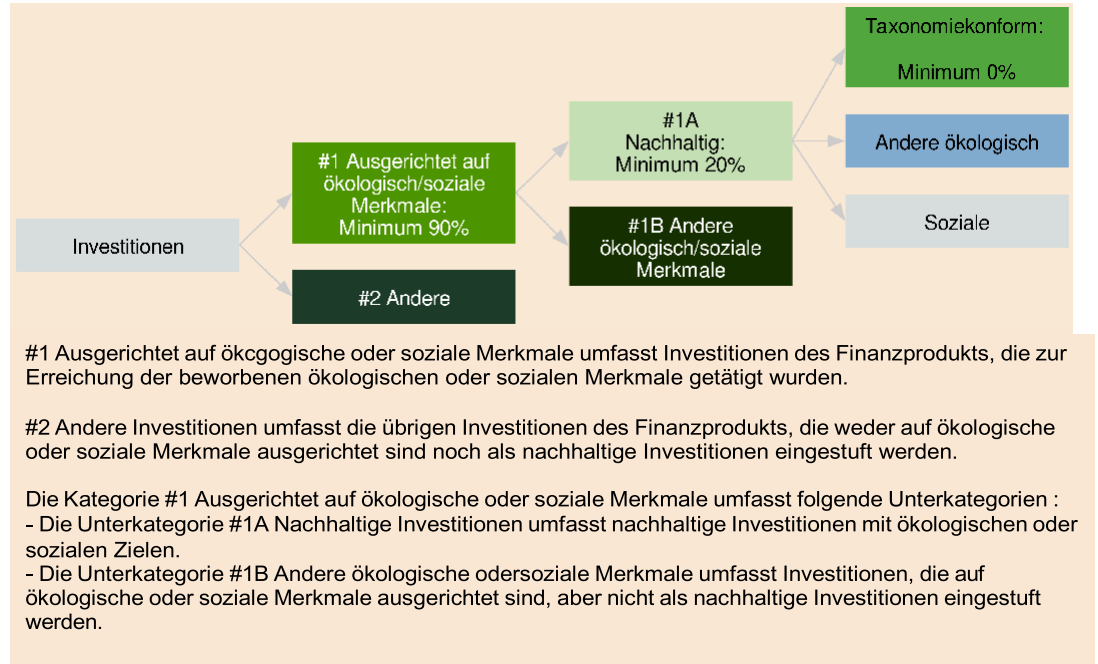 Investitionen
#1 Ausgerichtet auf
ökologisch/soziale
Merkmale:
Minimum 90%
#2 Andere
#1A
Nachhaltig:
Minimum 20%
#1B Andere
ökologisch/soziale
Merkmale
Taxonomiekonform:
Minimum 0%
Andere ökologisch
Soziale
#1 Ausgerichtet auf ökcgogische oder soziale Merkmale umfasst Investitionen des Finanzprodukts, die zur
Erreichung der beworbenen ökologischen oder sozialen Merkmale getätigt wurden.
#2 Andere Investitionen umfasst die übrigen Investitionen des Finanzprodukts, die weder auf ökologische
oder soziale Merkmale ausgerichtet sind noch als nachhaltige Investitionen eingestuft werden.
Die Kategorie #1 Ausgerichtet auf ökologische oder soziale Merkmale umfasst folgende Unterkategorien :
- Die Unterkategorie #1A Nachhaltige Investitionen umfasst nachhaltige Investitionen mit ökologischen oder
sozialen Zielen.
- Die Unterkategorie #1B Andere ökologische odersoziale Merkmale umfasst Investitionen, die auf
ökologische oder soziale Merkmale ausgerichtet sind, aber nicht als nachhaltige Investitionen eingestuft
werden.